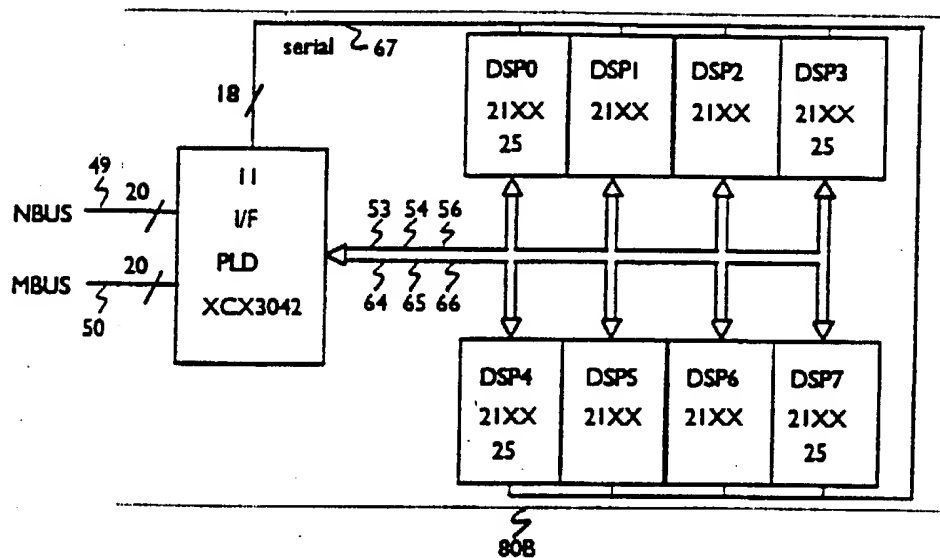 serial 67
DSP0 DSP1 DSP2 DSP3
21XX 21XX 21XX 21XX
25 25
18
49
20
NBUS
11
I/F
PLD
XCX3042
53 54 56
64 65 66
20
MBUS
50
DSP4 DSP5 DSP6 DSP7
21XX 21XX 21XX 21XX
25 25
80B